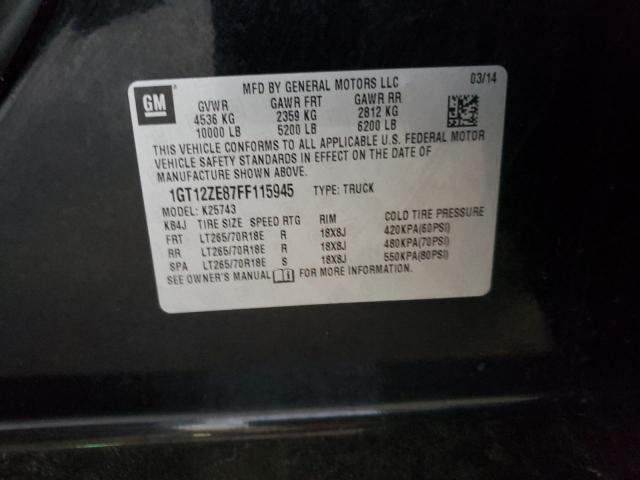 MFD BY GENERAL MOTORS LLC 03/14
GM
GVWR GAWR FRT GAWR RR
4536 KG 2359 KG 2812 KG
10000 LB 5200 LB 6200 LB
THIS VEHICLE CONFORMS TO ALL APPLICABLE U.S. FEDERAL MOTOR
VEHICLE SAFETY STANDARDS IN EFFECT ON THE DATE OF
MANUFACTURE SHOWN ABOVE.
1GT12ZE87FF115945 TYPE: TRUCK
MODEL: K25743
KB4J TIRE SIZE SPEED RTG RIM COLD TIRE PRESSURE
FRT LT265/70R18E R 18X8J 420KPA(60PSI)
RR LT265/70R18E R 18X8J 480KPA(70PSI)
SPA LT265/70R18E S 18X8J 550KPA(80PSI)
SEE OWNER'S MANUAL FOR MORE INFORMATION.